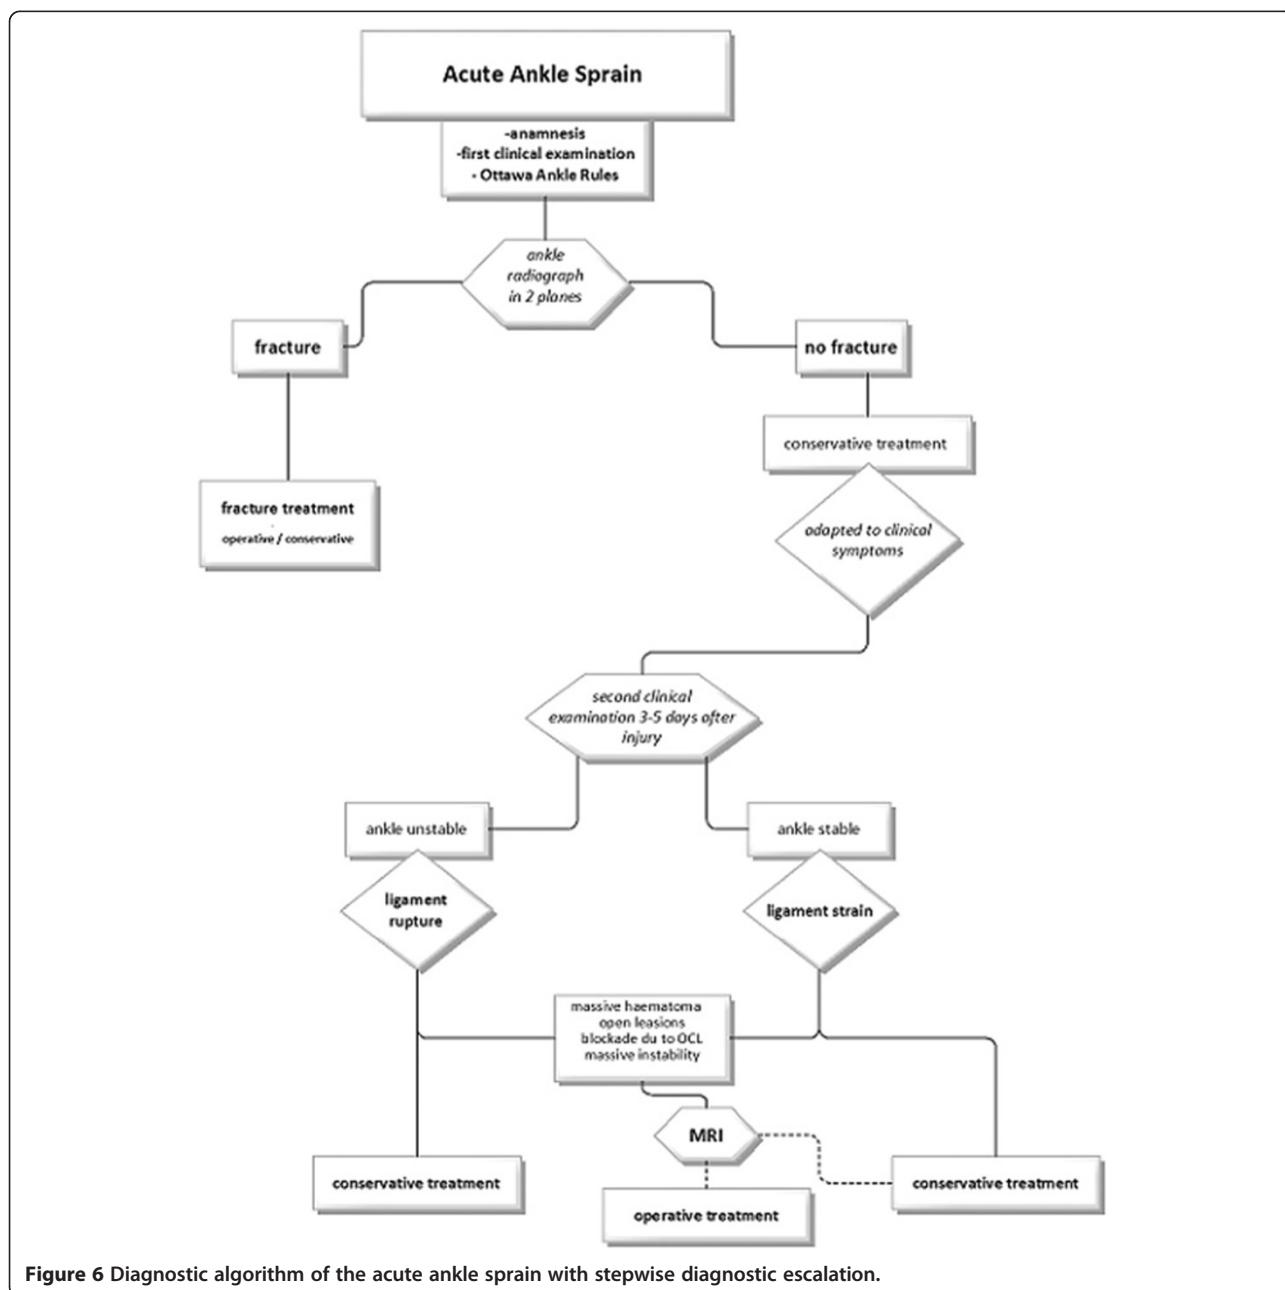 Acute Ankle Sprain
-anamnesis
-first clinical examination
- Ottawa Ankle Rules
ankle
radiograph
in 2 planes
fracture
no fracture
conservative treatment
fracture treatment
-
operative / conservative
adapted to clinical
symptoms
second clinical
examination 3-5 days after
injury
ankle unstable
ankle stable
ligament
rupture
ligament strain
massive haematoma
open leasions
blockade du to OCL
massive instability
MRI
conservative treatment
conservative treatment
operative treatment
Figure 6 Diagnostic algorithm of the acute ankle sprain with stepwise diagnostic escalation.